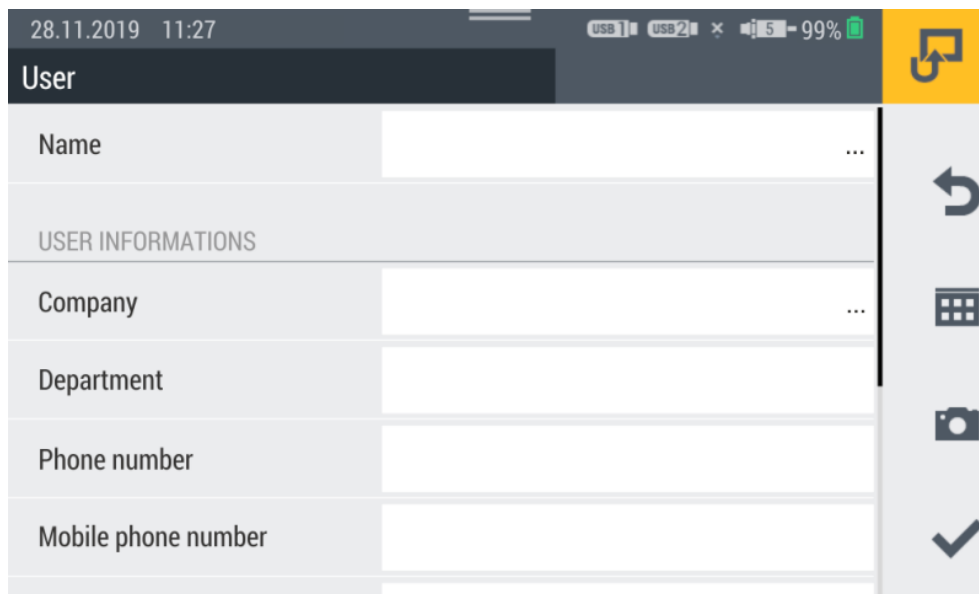 28.11.2019 11:27 USB 1 USB 2 5 99%
User
Name ...
USER INFORMATIONS
Company ...
Department
Phone number
Mobile phone number